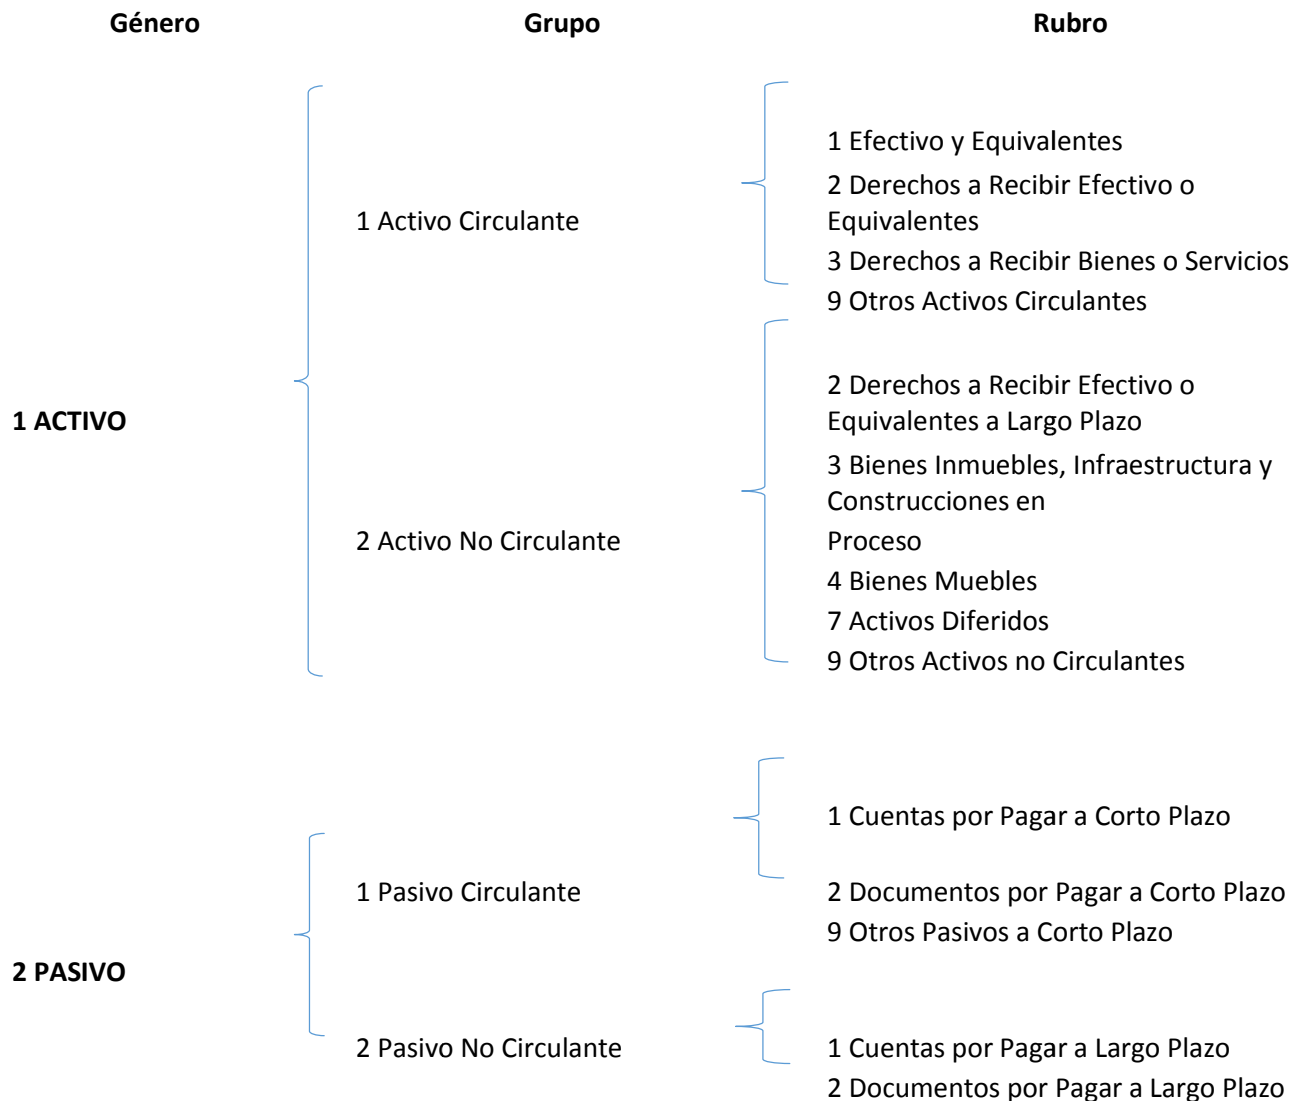 Género Grupo Rubro
1 Efectivo y Equivalentes
2 Derechos a Recibir Efectivo o
Equivalentes
1 Activo Circulante
3 Derechos a Recibir Bienes o Servicios
9 Otros Activos Circulantes
2 Derechos a Recibir Efectivo o
Equivalentes a Largo Plazo
1 ACTIVO
3 Bienes Inmuebles, Infraestructura y
Construcciones en
2 Activo No Circulante
Proceso
4 Bienes Muebles
7 Activos Diferidos
9 Otros Activos no Circulantes
1 Cuentas por Pagar a Corto Plazo
1 Pasivo Circulante
2 Documentos por Pagar a Corto Plazo
9 Otros Pasivos a Corto Plazo
2 PASIVO
2 Pasivo No Circulante
1 Cuentas por Pagar a Largo Plazo
2 Documentos por Pagar a Largo Plazo